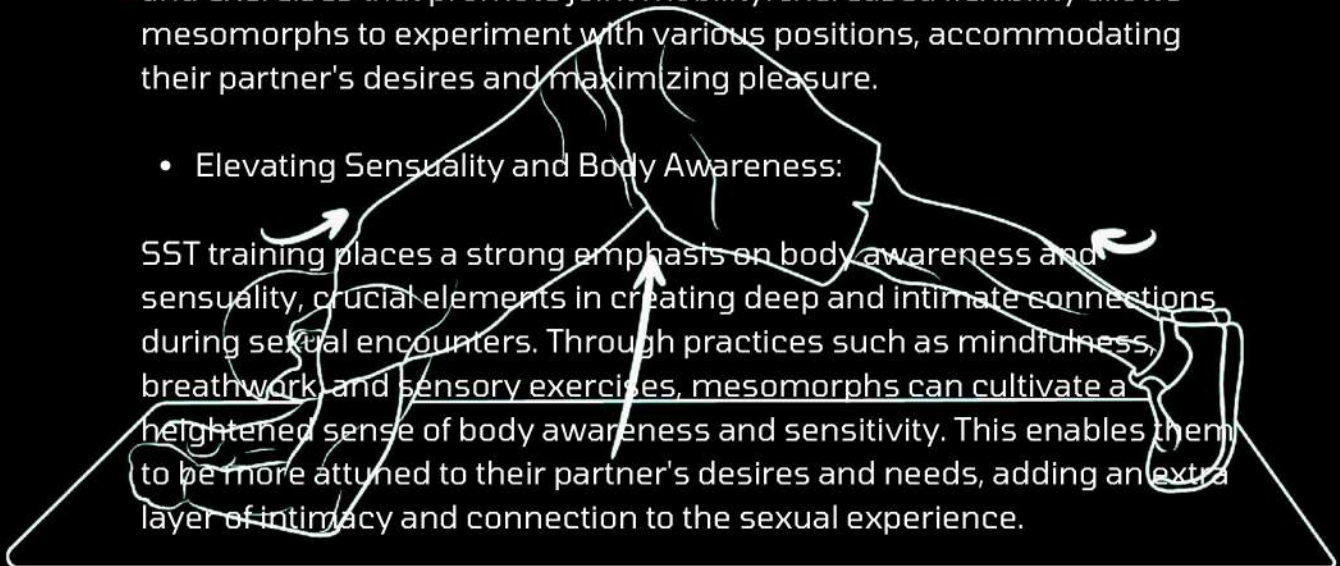 mesomorphs to experiment with various positions, accommodating
their partner's desires and maximizing pleasure.
• Elevating Sensuality and Body Awareness:
SST training places a strong emphasis on body awareness and
sensuality, crucial elements in creating deep and intimate connections
during sexual encounters. Through practices such as mindfulness,
breathwork, and sensory exercises, mesomorphs can cultivate a
heightened sense of body awareness and sensitivity. This enables them
to be more attuned to their partner's desires and needs, adding an extra
layer of intimacy and connection to the sexual experience.